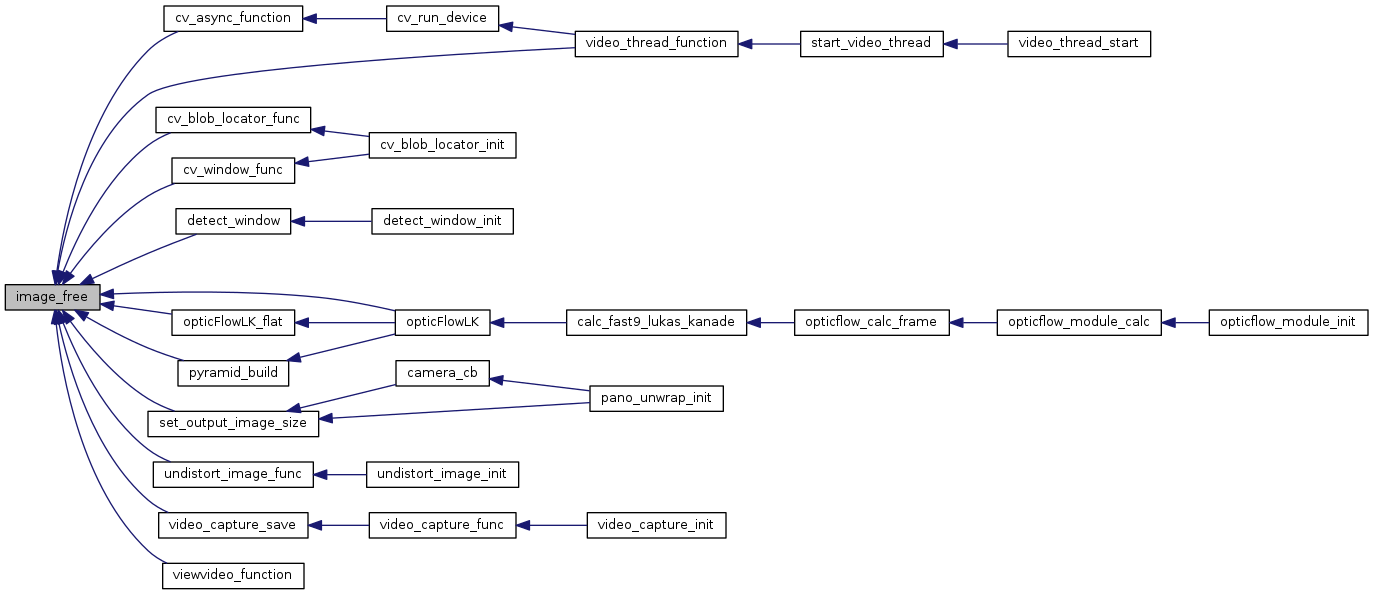 cv_async_function
cv_run_device
video_thread_function
start_video_thread
video_thread_start
cv_blob_locator_func
cv_blob_locator_init
cv_window_func
detect_window
detect_window_init
image_free
opticFlowLK_flat
opticFlowLK
calc_fast9_lukas_kanade
opticflow_calc_frame
opticflow_module_calc
opticflow_module_init
pyramid_build
camera_cb
pano_unwrap_init
set_output_image_size
undistort_image_func
undistort_image_init
video_capture_save
video_capture_func
video_capture_init
viewvideo_function